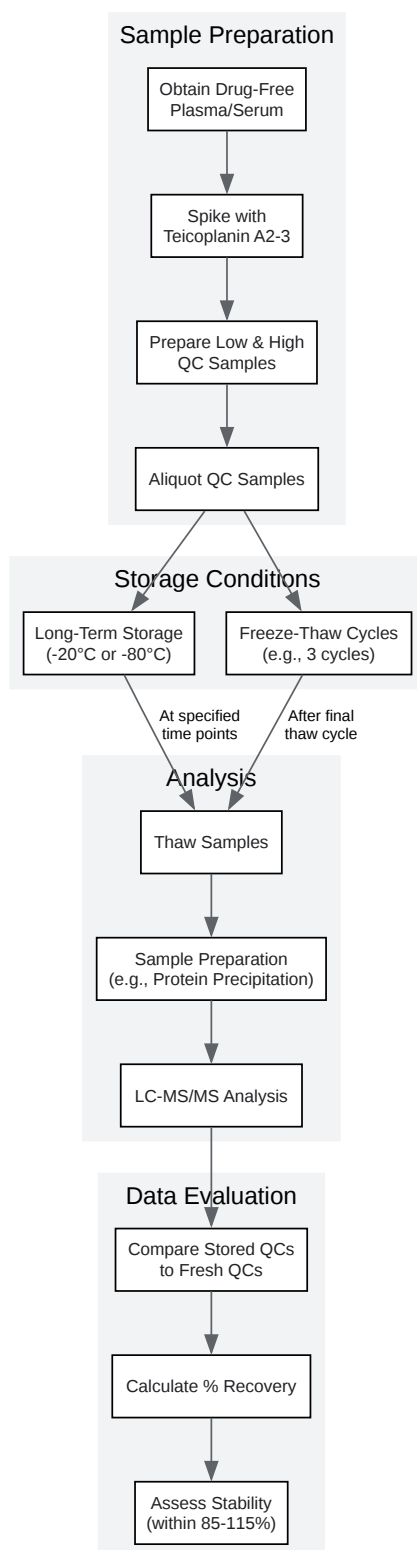 Sample Preparation
Obtain Drug-Free
Plasma/Serum
Spike with
Teicoplanin A2-3
Prepare Low & High
QC Samples
Aliquot QC Samples
Storage Conditions
Long-Term Storage
(-20°C or -80°C)
Freeze-Thaw Cycles
(e.g., 3 cycles)
At specified
time points
After final
thaw cycle
Analysis
Thaw Samples
Sample Preparation
(e.g., Protein Precipitation)
LC-MS/MS Analysis
Data Evaluation
Compare Stored QCs
to Fresh QCs
Calculate % Recovery
Assess Stability
(within 85-115%)